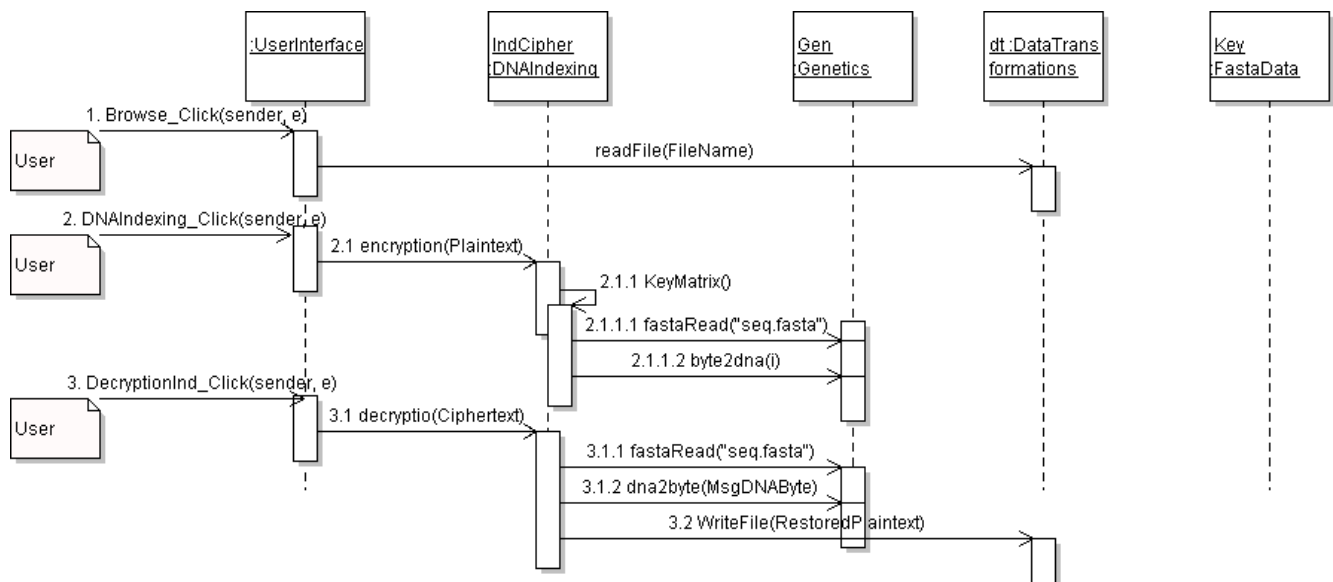 :UserInterface
IndCipher
:DNAIndexing
Gen
:Genetics
dt :DataTrans
formations
Key
:FastaData
1. Browse_Click(sender, e)
User
readFile(FileName)
2. DNAIndexing_Click(sender, e)
User
2.1 encryption(Plaintext)
2.1.1 KeyMatrix()
2.1.1.1 fastaRead("seq.fasta")
2.1.1.2 byte2dna(i)
3. DecryptionInd_Click(sender, e)
User
3.1 decryptio(Ciphertext)
3.1.1 fastaRead("seq.fasta")
3.1.2 dna2byte(MsgDNAByte)
3.2 WriteFile(RestoredPlaintext)